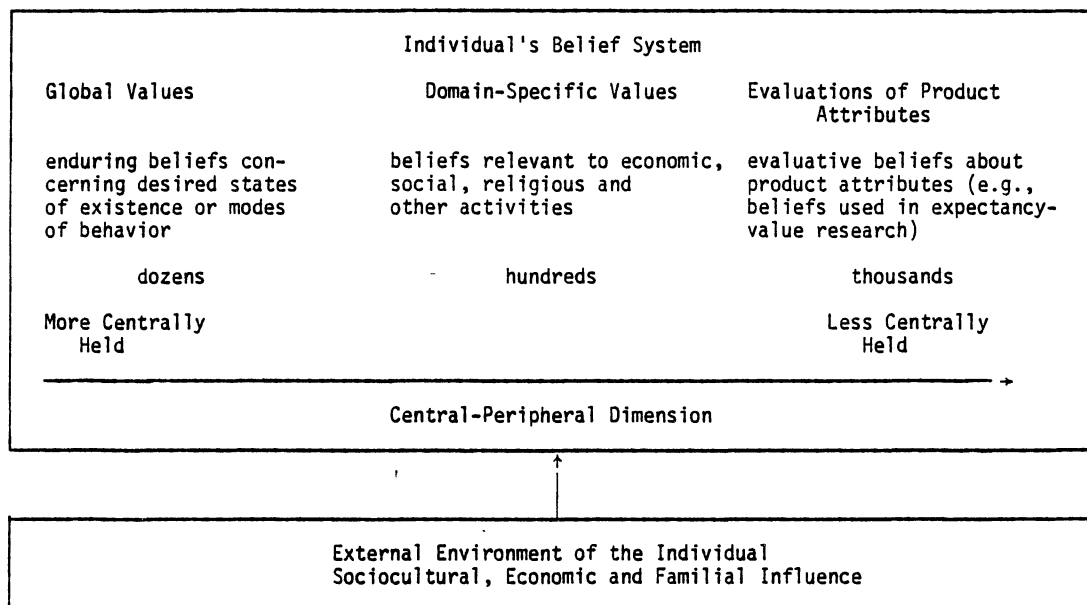 Individual's Belief System
Global Values
Domain-Specific Values
Evaluations of Product
Attributes
enduring beliefs con-
cerning desired states
of existence or modes
of behavior
beliefs relevant to economic,
social, religious and
other activities
evaluative beliefs about
product attributes (e.g.,
beliefs used in expectancy-
value research)
dozens
hundreds
thousands
More Centrally
Held
Less Centrally
Held
Central-Peripheral Dimension
External Environment of the Individual
Sociocultural, Economic and Familial Influence